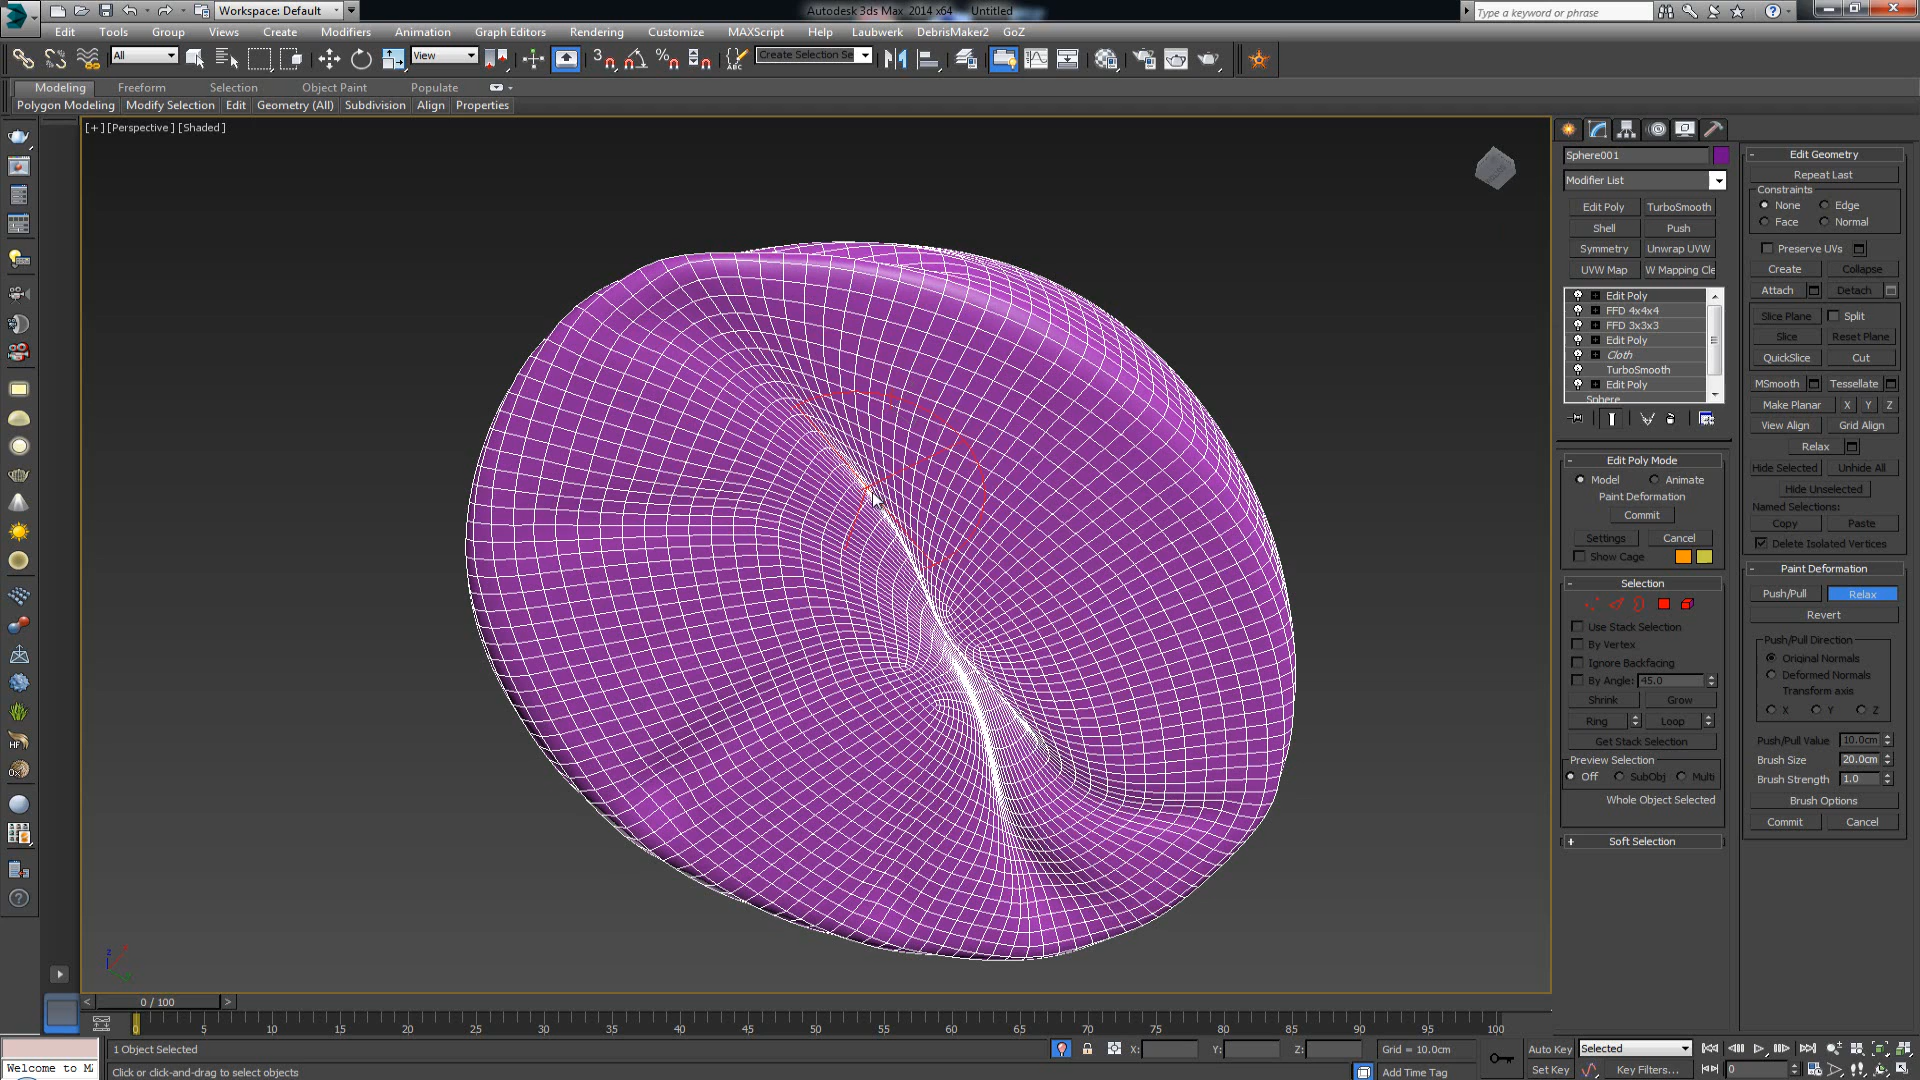 Workspace: Default
Autodesk 3ds Max 2014 x64 Untitled
Type a keyword or phrase
Edit Tools Group Views Create Modifiers Animation Graph Editors Rendering Customize MAXScript Help Laubwerk DebrisMaker2 GoZ
All
View
Create Selection Se
Modeling Freeform Selection Object Paint Populate
Polygon Modeling Modify Selection Edit Geometry (All) Subdivision Align Properties
[+] [Perspective] [Shaded]
Sphere001
Modifier List
Edit Poly TurboSmooth
Shell Push
Symmetry Unwrap UVW
UVW Map W Mapping Cle
Edit Poly
FFD 4x4x4
FFD 3x3x3
Edit Poly
Cloth
TurboSmooth
Edit Poly
Sphere
- Edit Poly Mode
Model Animate
Paint Deformation
Commit
Settings Cancel
Show Cage
- Selection
Use Stack Selection
By Vertex
Ignore Backfacing
By Angle: 45.0
Shrink Grow
Ring Loop
Get Stack Selection
Preview Selection
Off SubObj Multi
Whole Object Selected
+ Soft Selection
- Edit Geometry
Repeat Last
Constraints
None Edge
Face Normal
Preserve UVs
Create Collapse
Attach Detach
Slice Plane Split
Slice Reset Plane
QuickSlice Cut
MSmooth Tessellate
Make Planar X Y Z
View Align Grid Align
Relax
Hide Selected Unhide All
Hide Unselected
Named Selections:
Copy Paste
Delete Isolated Vertices
- Paint Deformation
Push/Pull Relax
Revert
Push/Pull Direction
Original Normals
Deformed Normals
Transform axis
X Y Z
Push/Pull Value 10.0cm
Brush Size 20.0cm
Brush Strength 1.0
Brush Options
Commit Cancel
< 0 / 100 >
0 5 10 15 20 25 30 35 40 45 50 55 60 65 70 75 80 85 90 95 100
1 Object Selected
X: Y: Z: Grid = 10.0cm
Auto Key Selected
Welcome to M
Click or click-and-drag to select objects
Add Time Tag
Set Key Key Filters... 0